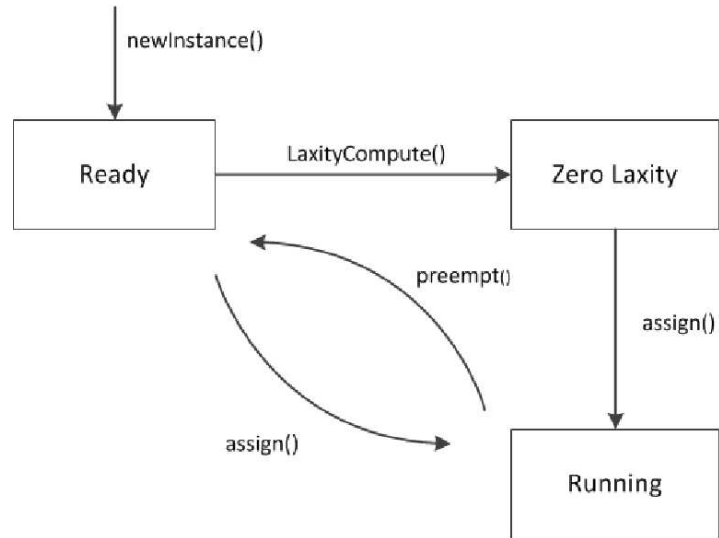 newInstance()
Ready
LaxityCompute()
Zero Laxity
preempt()
assign()
assign()
Running